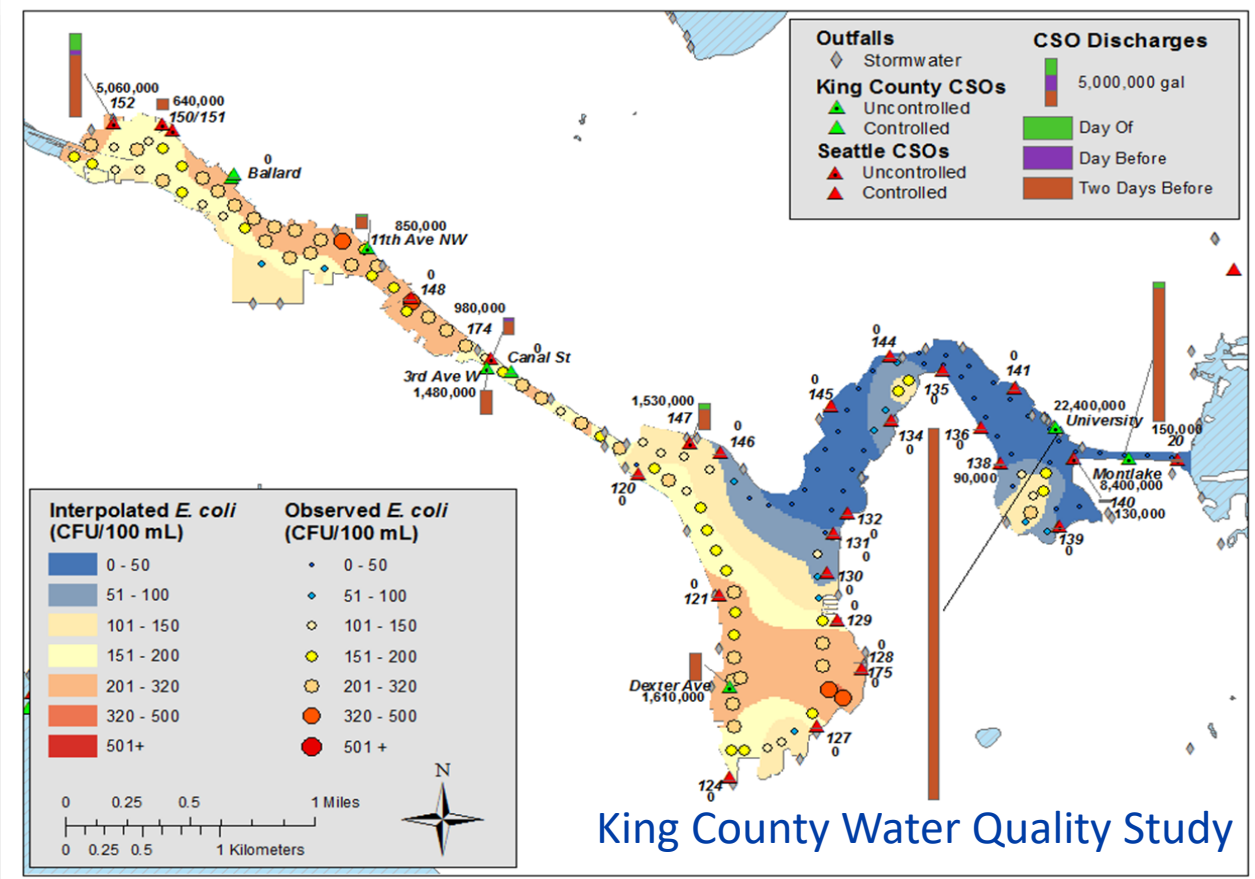 Outfalls
Stormwater
King County CSOs
Uncontrolled
Controlled
Seattle CSOs
Uncontrolled
Controlled
CSO Discharges
5,000,000 gal
Day Of
Day Before
Two Days Before
5,060,000
152
640,000
150/151
0
Ballard
850,000
11th Ave NW
0
148
980,000
174
0
Canal St
3rd Ave W
1,480,000
1,530,000
147
0
146
120
0
0
145
0
144
135
0
134
0
0
141
136
22,400,000
University
150,000
20
138
90,000
Montlake
8,400,000
140
130,000
139
0
132
0
131
0
130
0
129
0
128
175
0
0
121
Dexter Ave
1,610,000
127
0
124
0
Interpolated E. coli
(CFU/100 mL)
0 - 50
51 - 100
101 - 150
151 - 200
201 - 320
320 - 500
501+
Observed E. coli
(CFU/100 mL)
0 - 50
51 - 100
101 - 150
151 - 200
201 - 320
320 - 500
501 +
0 0.25 0.5 1 Miles
0 0.25 0.5 1 Kilometers
N
King County Water Quality Study